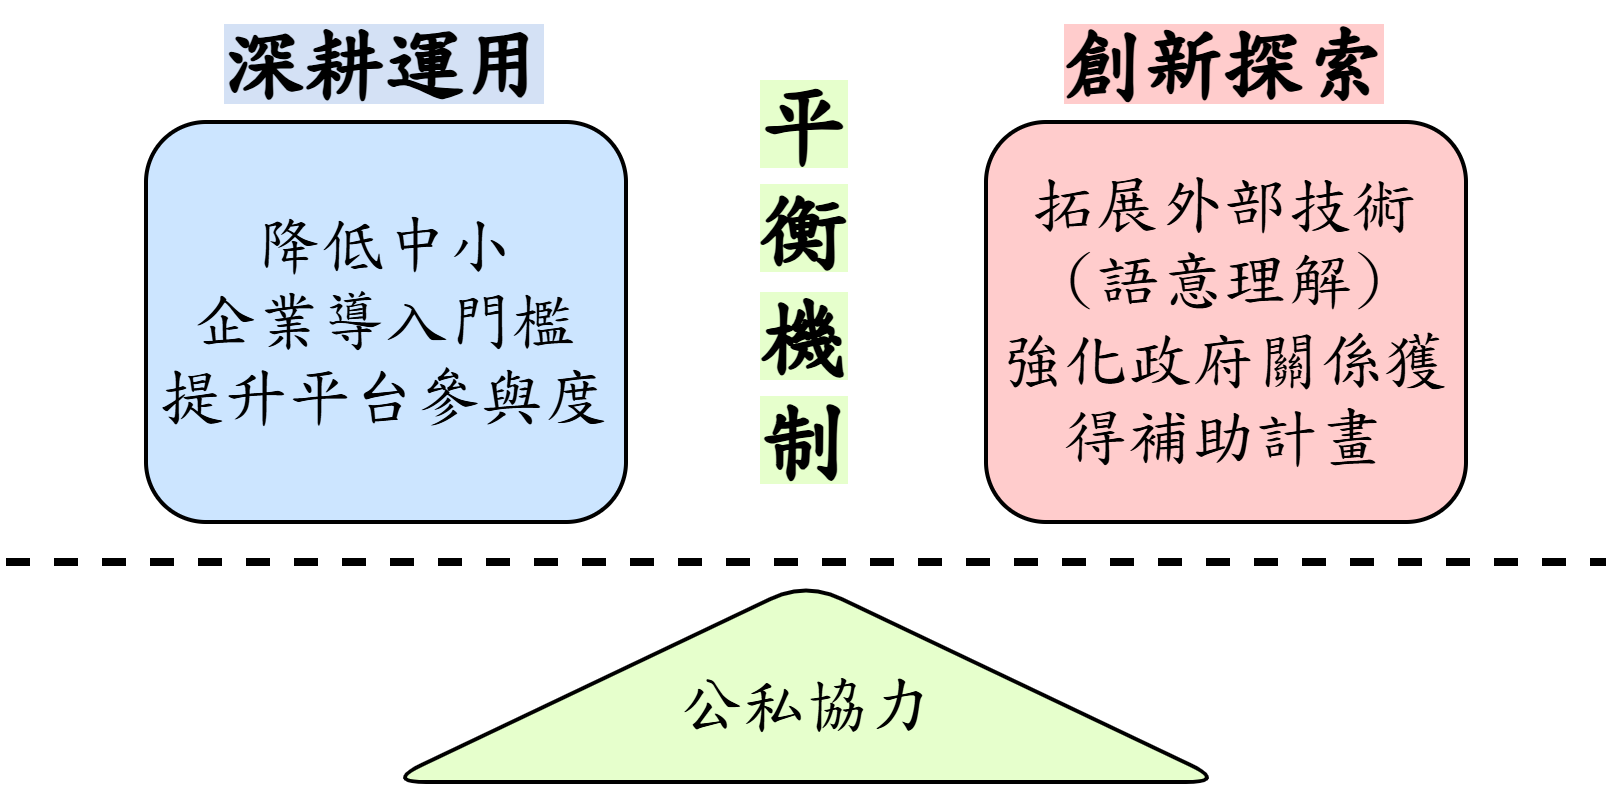 深耕運用
降低中小
企業導入門檻
提升平台參與度
平
衡
機
制
創新探索
拓展外部技術
（語意理解）
強化政府關係獲
得補助計畫
公私協力